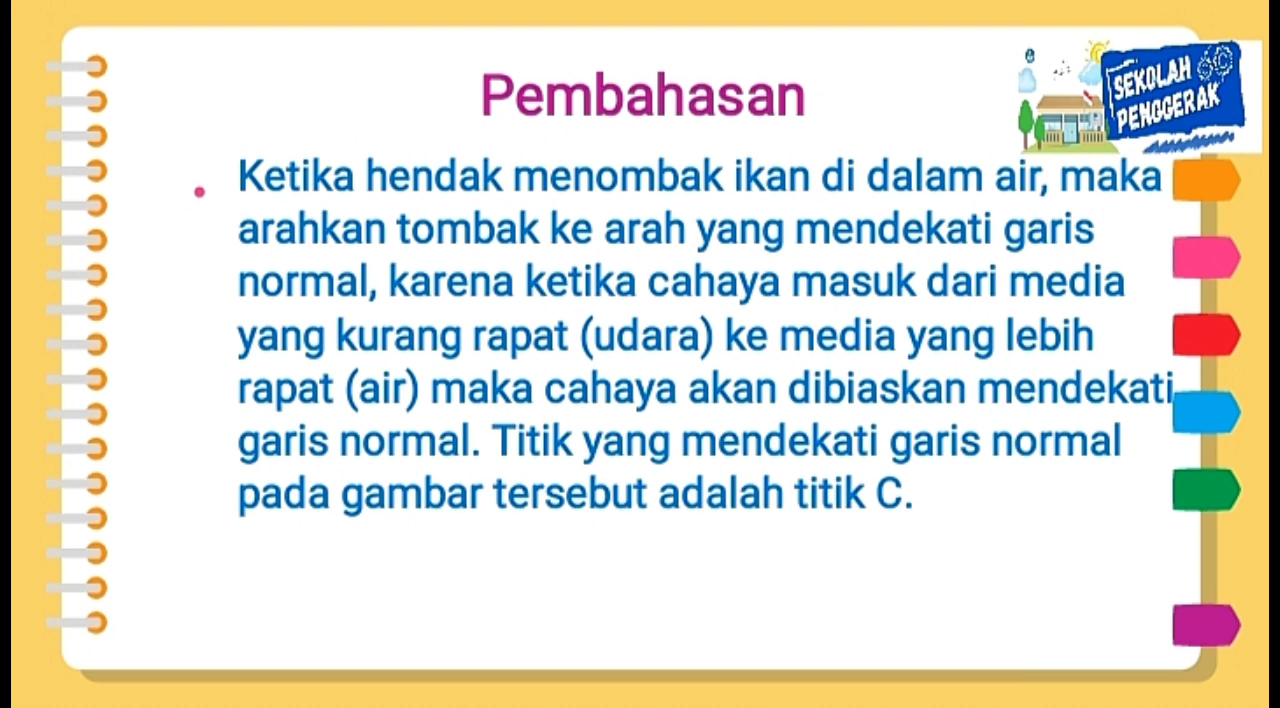 Pembahasan
SEKOLAH
PENGGERAK
Ketika hendak menombak ikan di dalam air, maka
arahkan tombak ke arah yang mendekati garis
normal, karena ketika cahaya masuk dari media
yang kurang rapat (udara) ke media yang lebih
rapat (air) maka cahaya akan dibiaskan mendekati
garis normal. Titik yang mendekati garis normal
pada gambar tersebut adalah titik C.